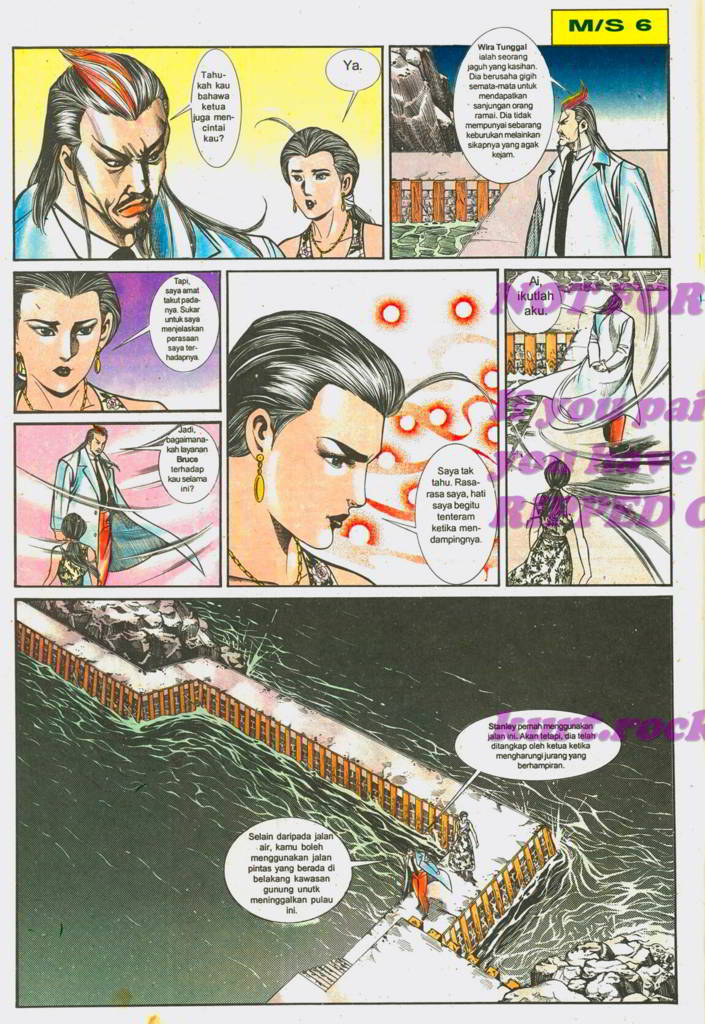 M/S 6
Tahu-
kah kau
bahawa
ketua
juga men-
cintai
kau?
Ya.
Wira Tunggal
ialah seorang
jaguh yang kasihan.
Dia berusaha gigih
semata-mata untuk
mendapatkan
sanjungan orang
ramai. Dia tidak
mempunyai sebarang
keburukan melainkan
sikapnya yang agak
kejam.
Tapi,
saya amat
takut pada-
nya. Sukar
untuk saya
menjelaskan
perasaan
saya ter-
hadapnya.
Jadi,
bagaimana-
kah layanan
Bruce
terhadap
kau selama
ini?
Saya tak
tahu. Rasa-
rasa saya, hati
saya begitu
tenteram
ketika men-
dampingnya.
Ai,
ikutlah
aku.
NOT FOR
If you pai
you have
RIPPED O
Stanley pernah menggunakan
jalan ini. Akan tetapi, dia telah
ditangkap oleh ketua ketika
mengharungi jurang yang
berhampiran.
Selain daripada jalan
air, kamu boleh
menggunakan jalan
pintas yang berada di
belakang kawasan
gunung unutk
meninggalkan pulau
ini.